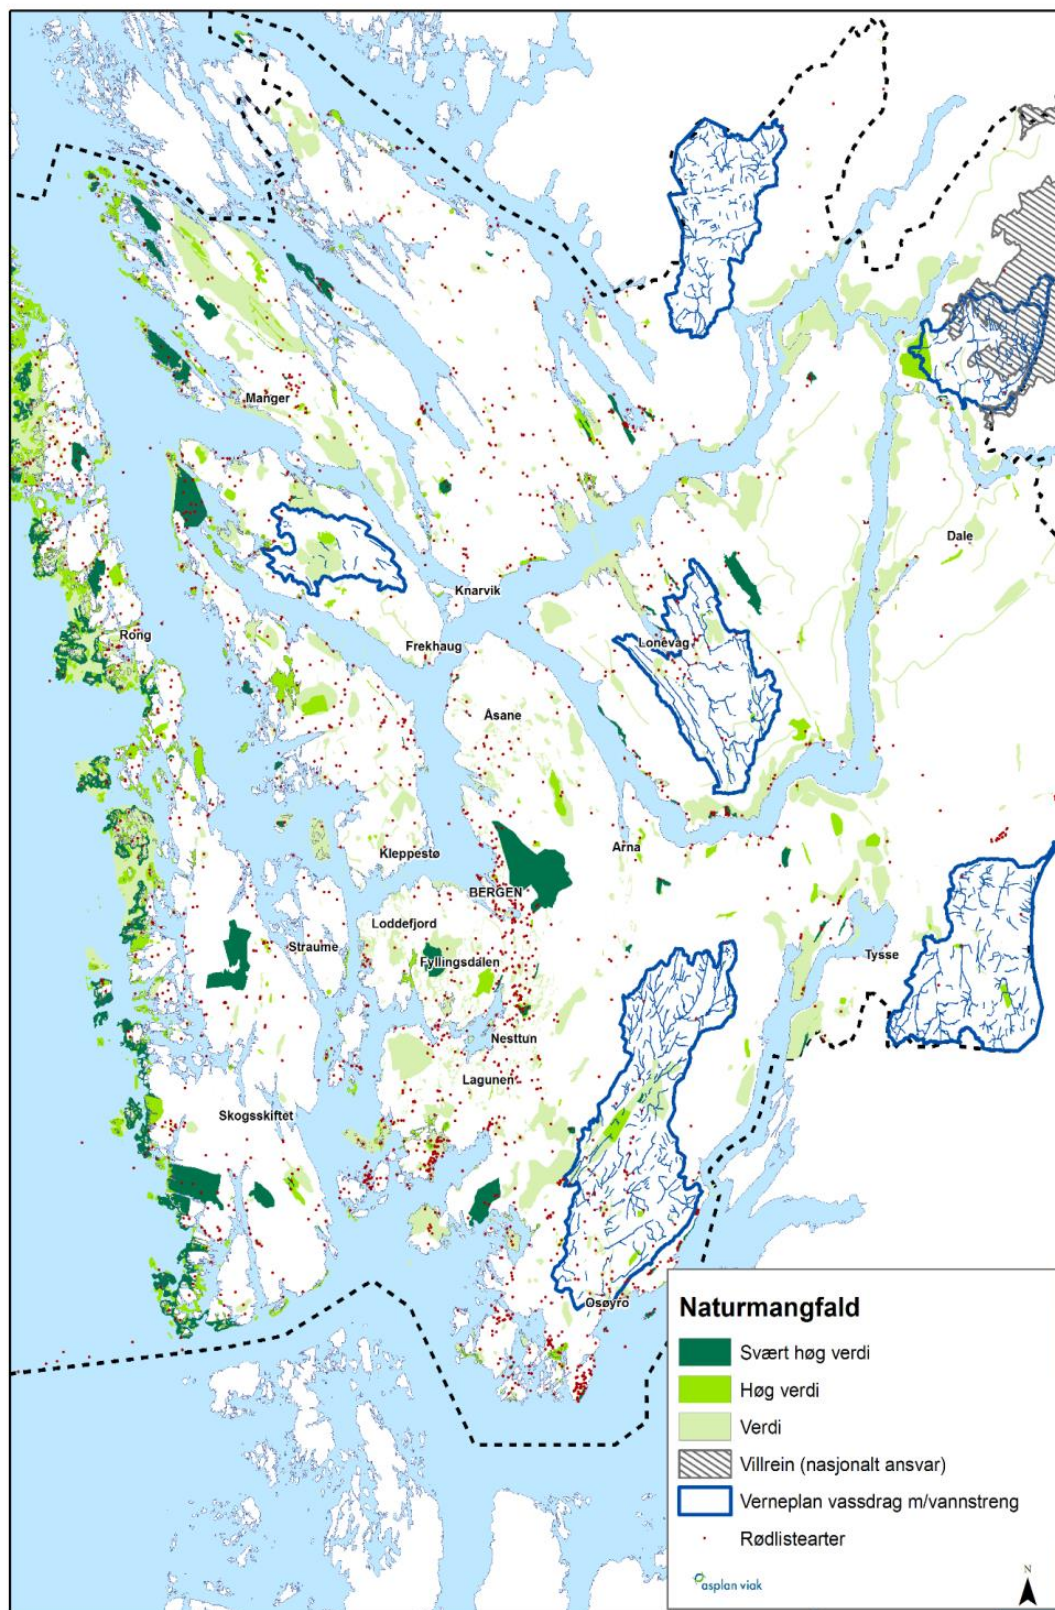 Manger
Dale
Knarvik
Rong
Frekhaug
Lonevåg
Åsane
Kleppestø
Arna
BERGEN
Loddefjord
Straume
Fyllingsdalen
Tysse
Nesttun
Lagunen
Skogsskiftet
Osøyro
Naturmangfald
Svært høg verdi
Høg verdi
Verdi
Villrein (nasjonalt ansvar)
Verneplan vassdrag m/vannstreng
Rødlistearter
asplan viak
N